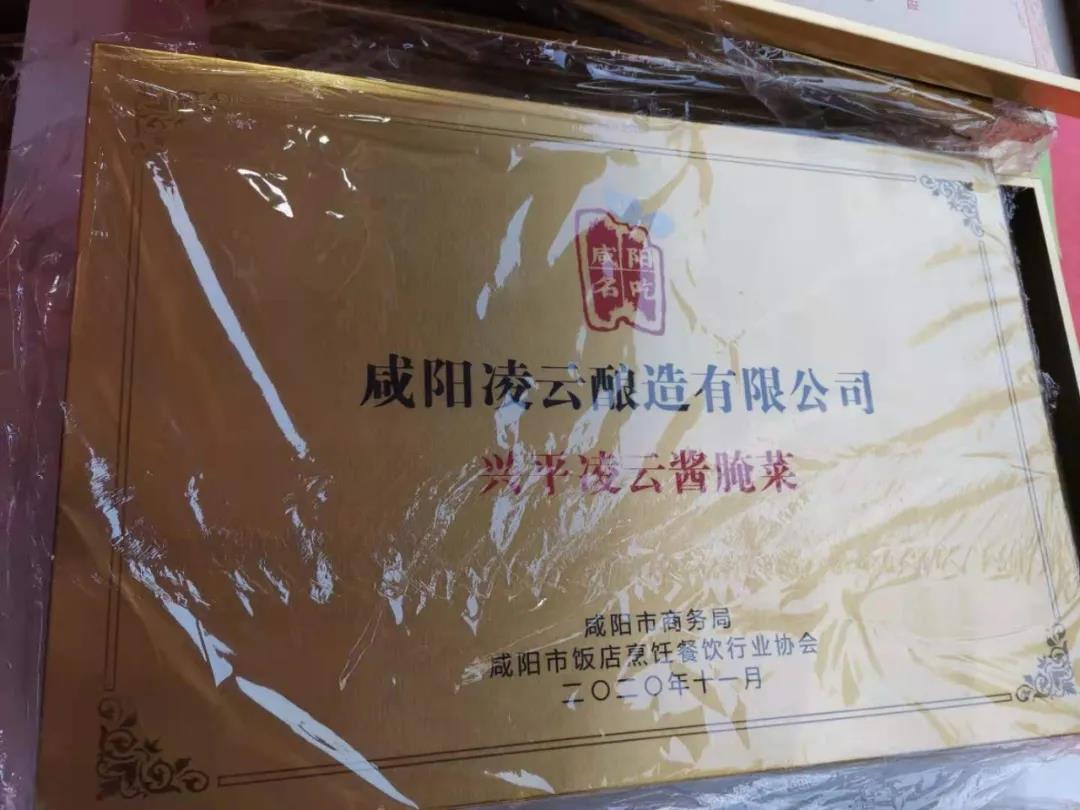 咸阳
名吃
咸阳凌云酿造有限公司
兴平凌云酱腌菜
咸阳市商务局
咸阳市饭店烹饪餐饮行业协会
二〇二〇年十一月